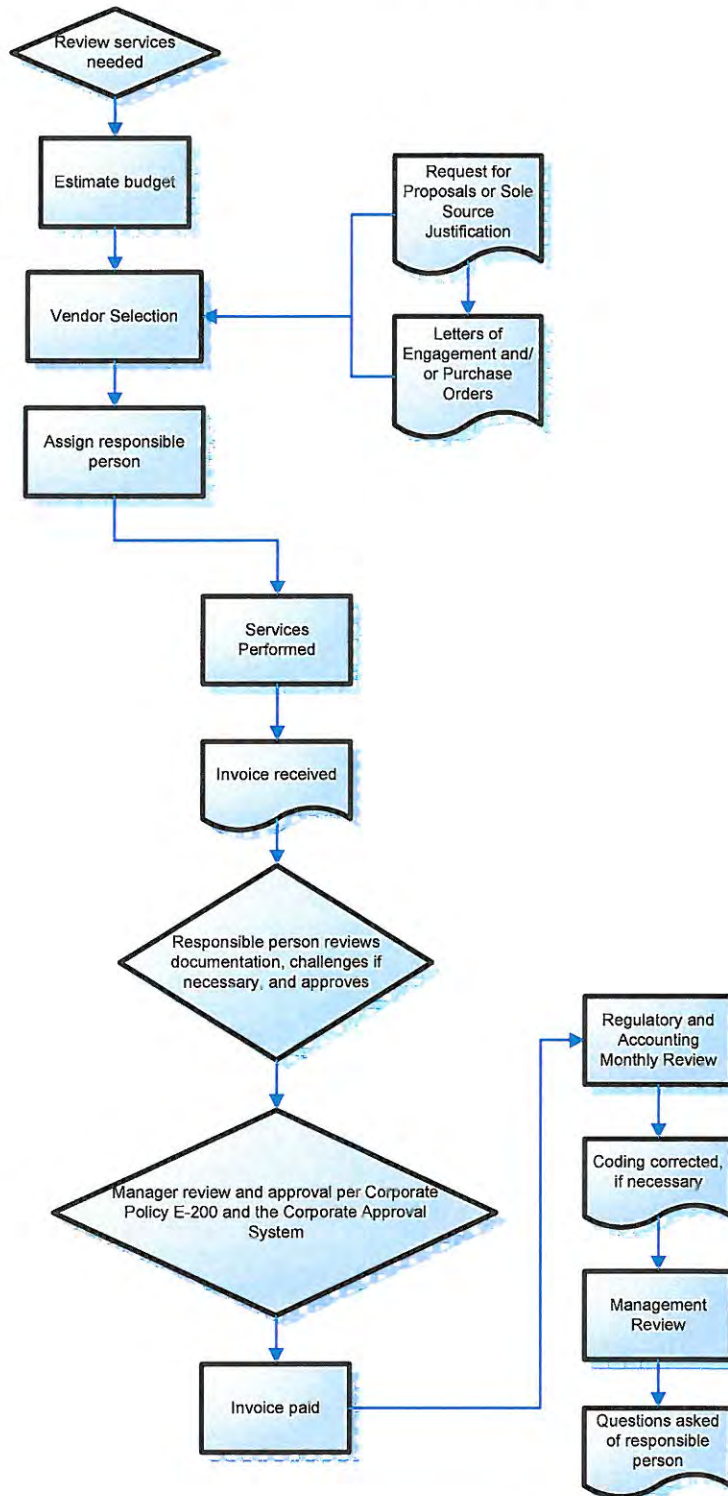 Review services
needed
Estimate budget
Vendor Selection
Assign responsible
person
Request for
Proposals or Sole
Source
Justification
Letters of
Engagement and/
or Purchase
Orders
Services
Performed
Invoice received
Responsible person reviews
documentation, challenges if
necessary, and approves
Manager review and approval per Corporate
Policy E-200 and the Corporate Approval
System
Invoice paid
Regulatory and
Accounting
Monthly Review
Coding corrected,
if necessary
Management
Review
Questions asked
of responsible
person